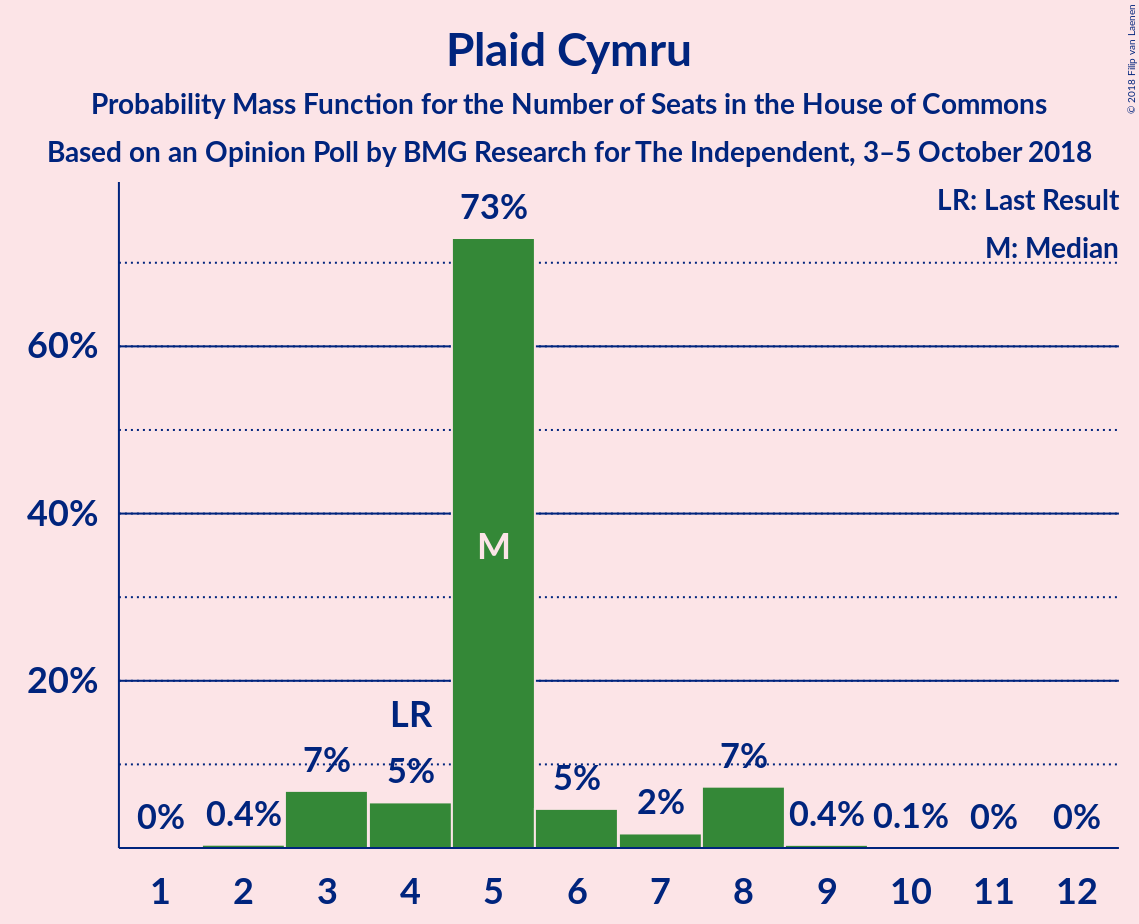 Plaid Cymru
Probability Mass Function for the Number of Seats in the House of Commons
Based on an Opinion Poll by BMG Research for The Independent, 3–5 October 2018
© 2018 Filip van Laenen
LR: Last Result
M: Median
73%
60%
40%
M
20%
LR
7%
5%
5%
2%
7%
0%
0.4%
0.4%
0.1%
0%
0%
1 2 3 4 5 6 7 8 9 10 11 12